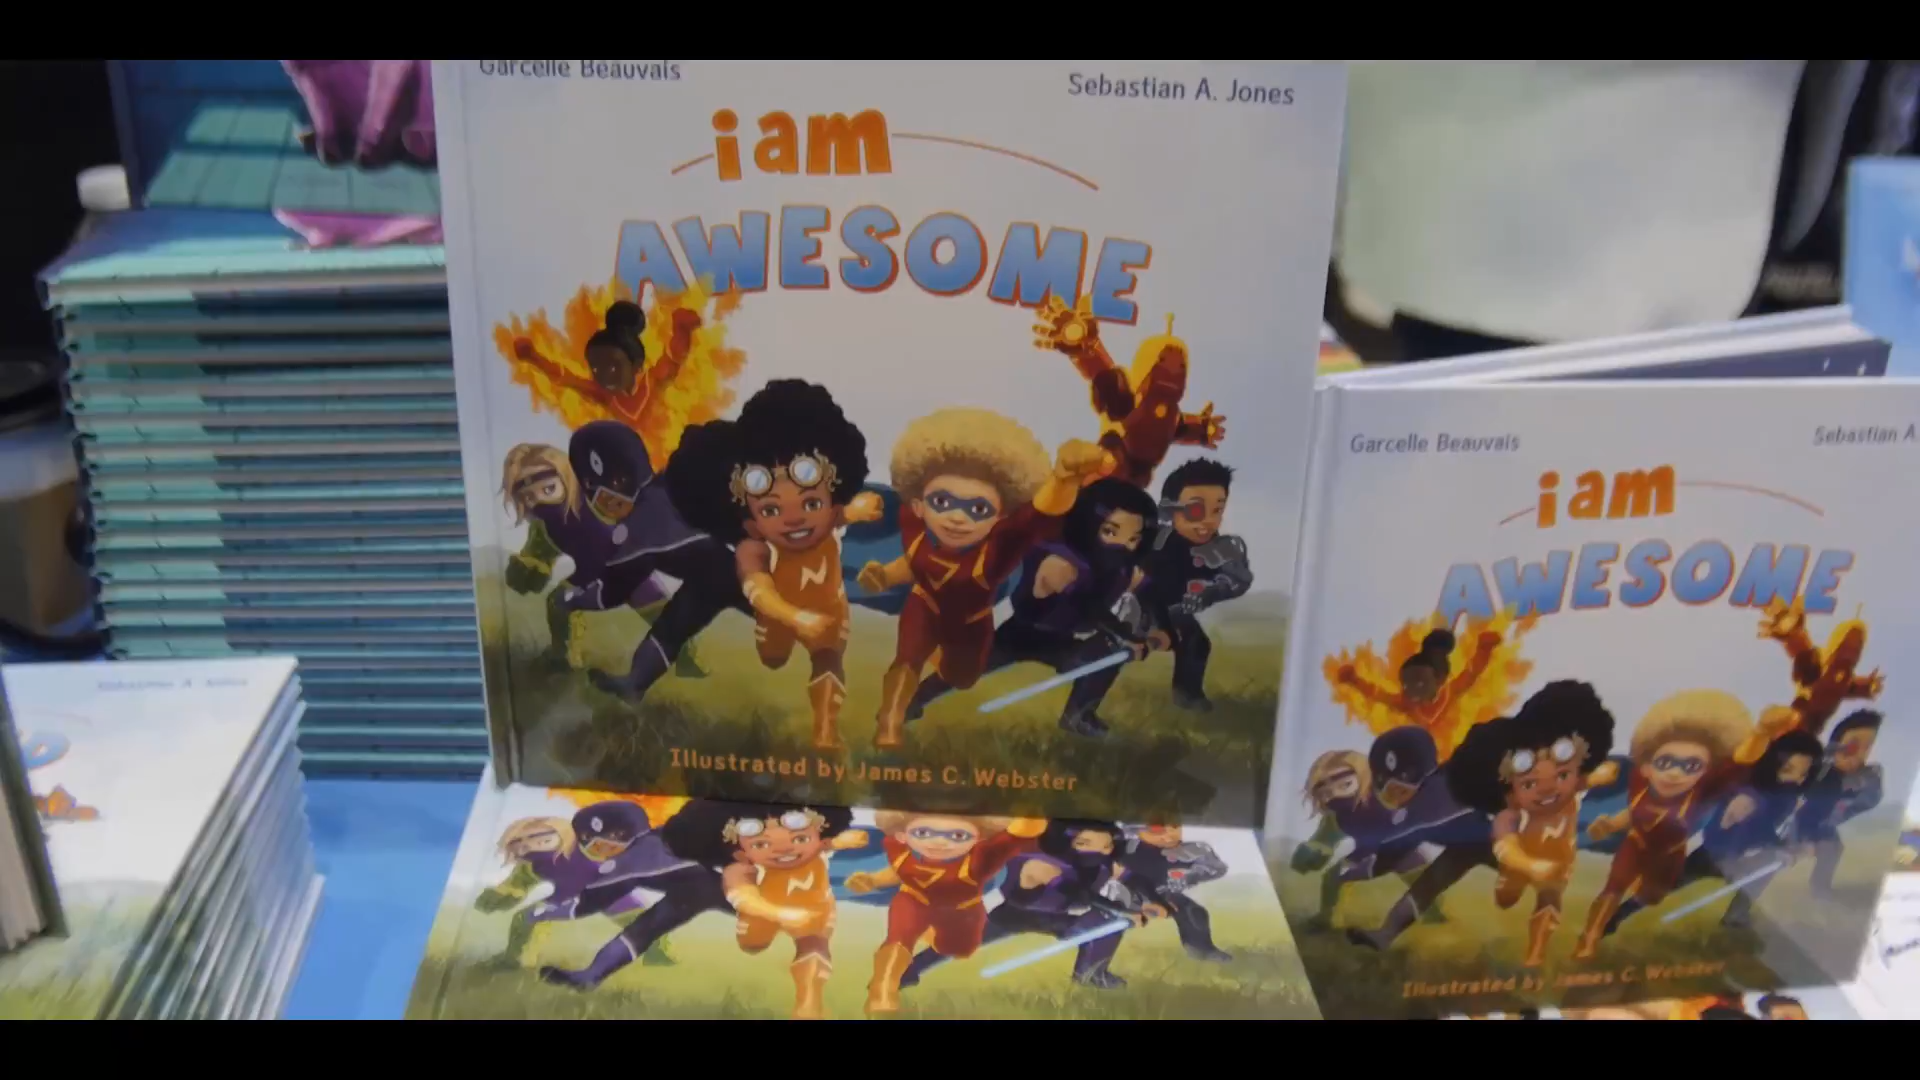 Garcelle Beauvais
Sebastian A. Jones
i am
AWESOME
N
Illustrated by James C. Webster
Garcelle Beauvais
Sebastian A.
i am
AWESOME
N
Illustrated by James C. Webster
N